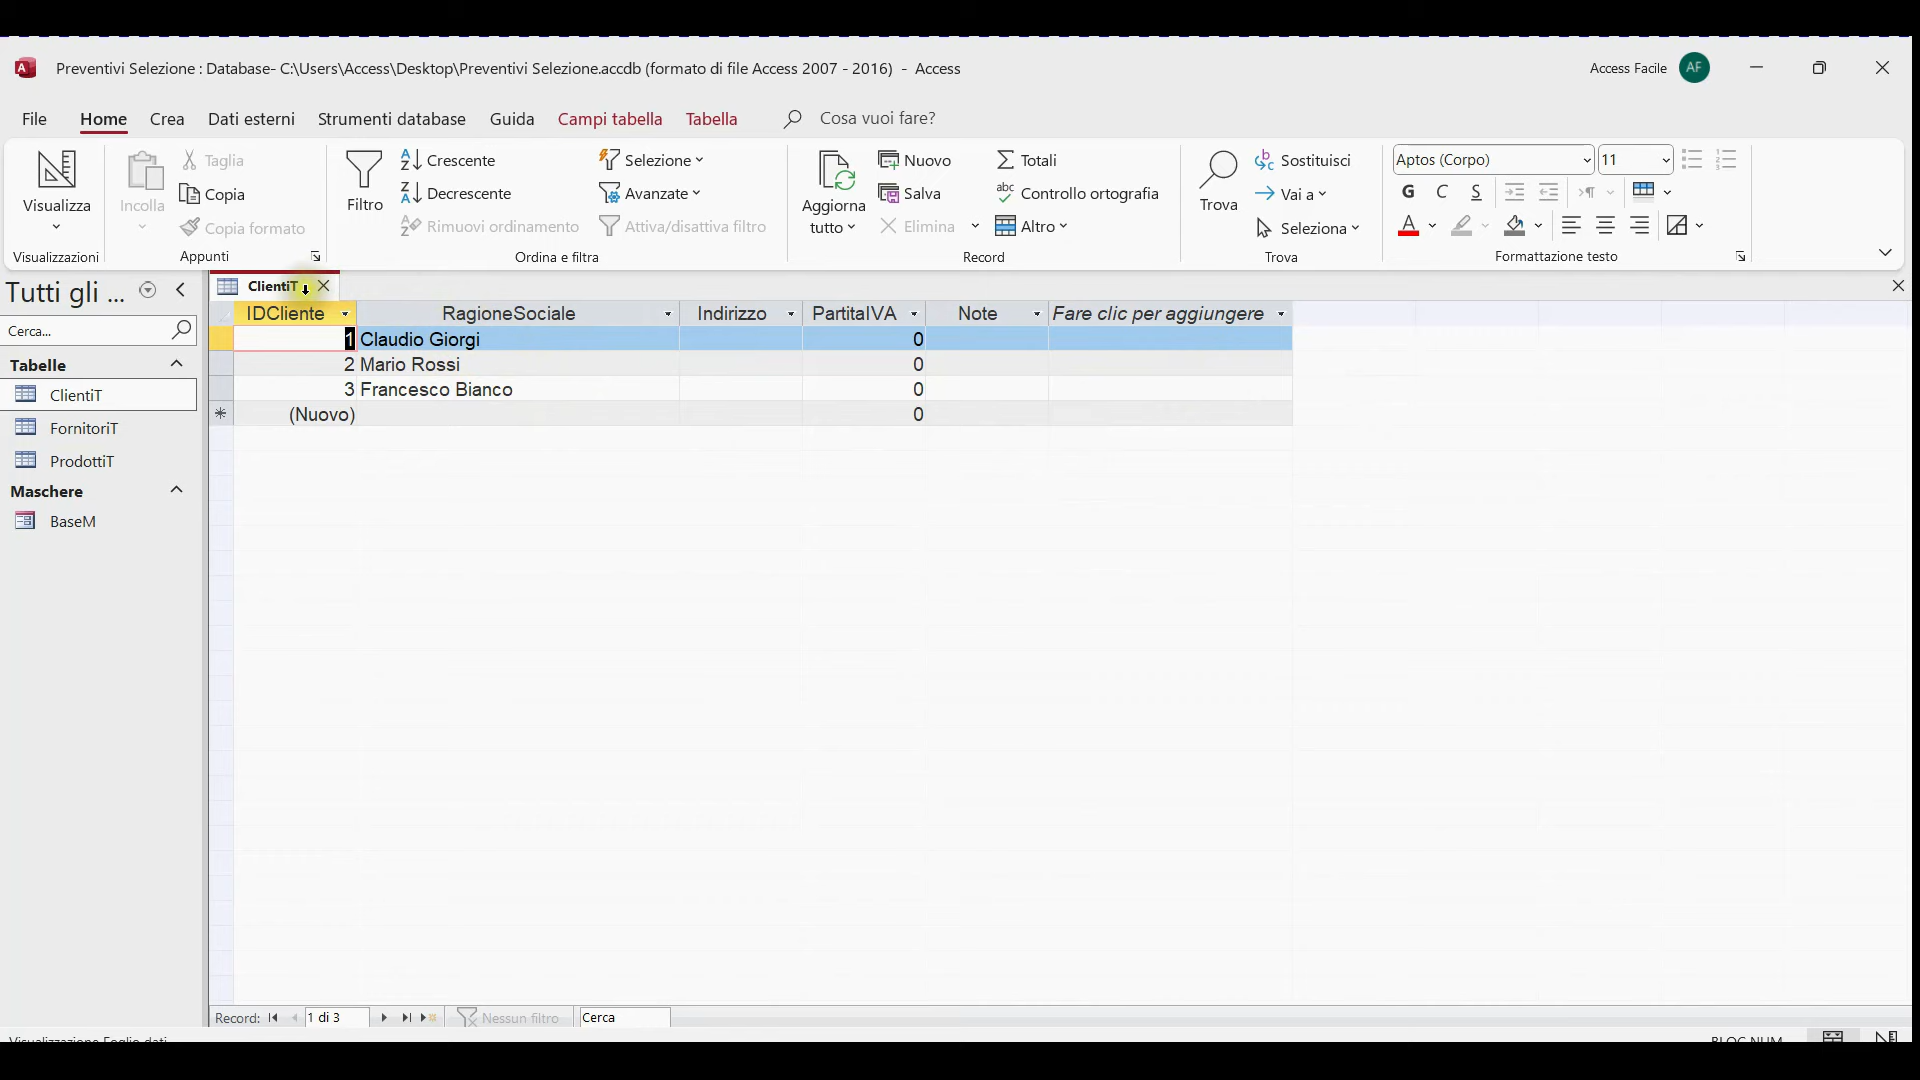 A Preventivi Selezione : Database- C:\Users\Access\Desktop\Preventivi Selezione.accdb (formato di file Access 2007 - 2016) - Access Access Facile AF
File Home Crea Dati esterni Strumenti database Guida Campi tabella Tabella Cosa vuoi fare?
Visualizza
Visualizzazioni
Incolla
Taglia
Copia
Copia formato
Appunti
Filtro
Crescente
Decrescente
Rimuovi ordinamento
Selezione
Avanzate
Attiva/disattiva filtro
Ordina e filtra
Aggiorna
tutto
Nuovo
Salva
Elimina
Totali
Controllo ortografia
Altro
Record
Trova
Sostituisci
Vai a
Seleziona
Trova
Aptos (Corpo) 11
G C S
A
Formattazione testo
Tutti gli ...
Cerca...
Tabelle
ClientiT
FornitoriT
ProdottiT
Maschere
BaseM
ClientiT
IDCliente RagioneSociale Indirizzo PartitaIVA Note Fare clic per aggiungere
1 Claudio Giorgi 0
2 Mario Rossi 0
3 Francesco Bianco 0
(Nuovo) 0
Record: 1 di 3 Nessun filtro Cerca
Visualizzazione Foglio dati BLOC NUM